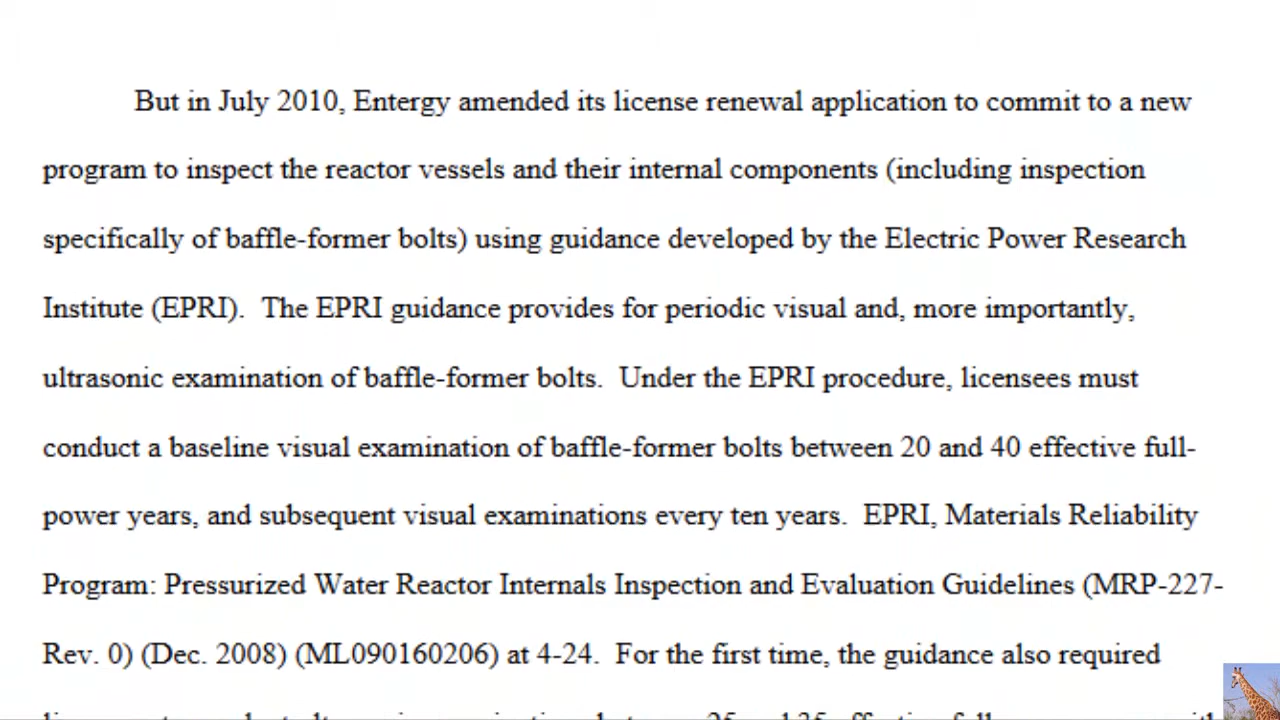 But in July 2010, Entergy amended its license renewal application to commit to a new
program to inspect the reactor vessels and their internal components (including inspection
specifically of baffle-former bolts) using guidance developed by the Electric Power Research
Institute (EPRI).  The EPRI guidance provides for periodic visual and, more importantly,
ultrasonic examination of baffle-former bolts.  Under the EPRI procedure, licensees must
conduct a baseline visual examination of baffle-former bolts between 20 and 40 effective full-
power years, and subsequent visual examinations every ten years.  EPRI, Materials Reliability
Program: Pressurized Water Reactor Internals Inspection and Evaluation Guidelines (MRP-227-
Rev. 0) (Dec. 2008) (ML090160206) at 4-24.  For the first time, the guidance also required